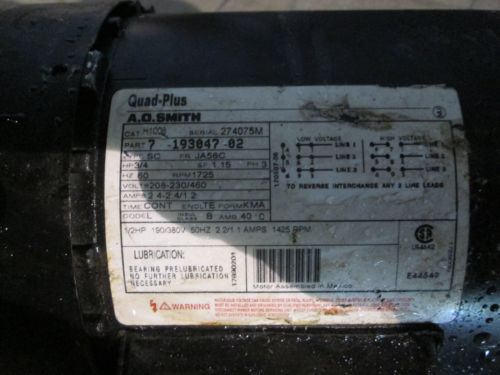 Quad-Plus
A.O.SMITH
CAT. H1008 SERIAL 274075M
PART 7 -193047-02
TYPE SC FR JA56C
HP 3/4 SF 1.15 PH 3
HZ 60 RPM 1725
VOLTS 208-230/460
AMPS 2.4-2.4/1.2
TIME CONT ENCL TE FORM KMA
CODE L INSUL CLASS B AMB 40°C
1/2HP 190/380V 50HZ 2.2/1.1 AMPS 1425 RPM
LOW VOLTAGE HIGH VOLTAGE
LINE 1 LINE 1
LINE 2 LINE 2
LINE 3 LINE
TO REVERSE INTERCHANGE ANY 2 LINE LEADS
LUBRICATION:
BEARING PRELUBRICATED
NO FURTHER LUBRICATION
NECESSARY
Motor Assembled in Mexico
WARNING